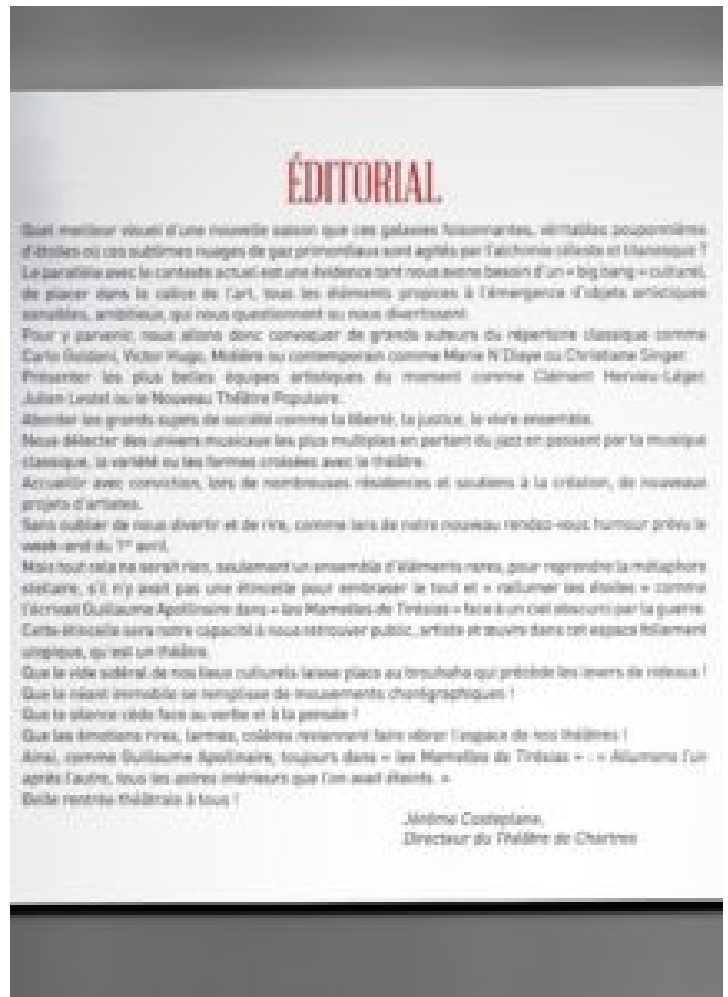 ÉDITORIAL
Quel meilleur visuel d'une nouvelle saison que ces galaxies foisonnantes, véritables pouponnières
d'étoiles où ces sublimes nuages de gaz primordiaux sont agités par l'alchimie céleste et titanesque ?
Le parallèle avec le contexte actuel est une évidence tant nous avons besoin d'un « big bang » culturel,
de placer dans le calice de l'art, tous les éléments propices à l'émergence d'objets artistiques
sensibles, ambitieux, qui nous questionnent ou nous divertissent.
Pour y parvenir, nous allons donc convoquer de grands auteurs du répertoire classique comme
Carlo Goldoni, Victor Hugo, Molière ou contemporain comme Marie N'Diaye ou Christiane Singer.
Présenter les plus belles équipes artistiques du moment comme Clément Hervieu-Léger,
Julien Lestel ou le Nouveau Théâtre Populaire.
Aborder les grands sujets de société comme la liberté, la justice, le vivre ensemble.
Nous délecter des univers musicaux les plus multiples en partant du jazz en passant par la musique
classique, la variété ou les formes croisées avec le théâtre.
Accueillir avec conviction, lors de nombreuses résidences et soutiens à la création, de nouveaux
projets d'artistes.
Sans oublier de nous divertir et de rire, comme lors de notre nouveau rendez-vous humour prévu le
week-end du 1er avril.
Mais tout cela ne serait rien, seulement un ensemble d'éléments rares, pour reprendre la métaphore
stellaire, s'il n'y avait pas une étincelle pour embraser le tout et « rallumer les étoiles » comme
l'écrivait Guillaume Apollinaire dans « les Mamelles de Tirésias » face à un ciel obscurci par la guerre.
Cette étincelle sera notre capacité à nous retrouver public, artiste et œuvre dans cet espace follement
utopique, qu'est un théâtre.
Que le vide sidéral de nos lieux culturels laisse place au brouhaha qui précède les levers de rideaux !
Que le néant immobile se remplisse de mouvements chorégraphiques !
Que le silence cède face au verbe et à la pensée !
Que les émotions rires, larmes, colères reviennent faire vibrer l'espace de nos théâtres !
Ainsi, comme Guillaume Apollinaire, toujours dans « les Mamelles de Tirésias » : « Allumons l'un
après l'autre, tous les astres intérieurs que l'on avait éteints. »
Belle rentrée théâtrale à tous !
Jérôme
Directeur du Théâtre de Chartres